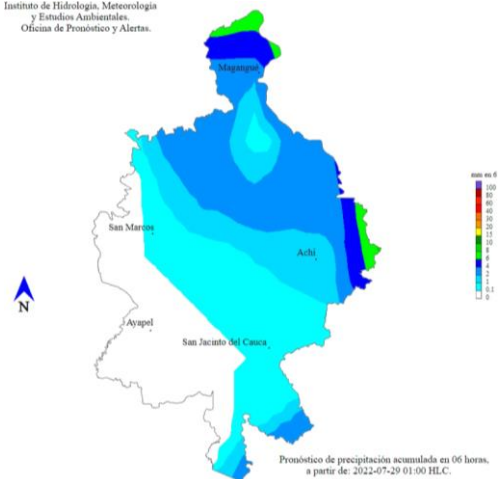 Instituto de Hidrologia, Meteorologia
y Estudios Ambientales.
Oficina de Pronóstico y Alertas.
Magangué
mm en 6
100
80
60
40
30
20
15
10
8
6
4
2
1
0.1
0
San Marcos
Achí
N
Ayapel
San Jacinto del Cauca
Pronóstico de precipitación acumulada en 06 horas,
a partir de: 2022-07-29 01:00 HLC.